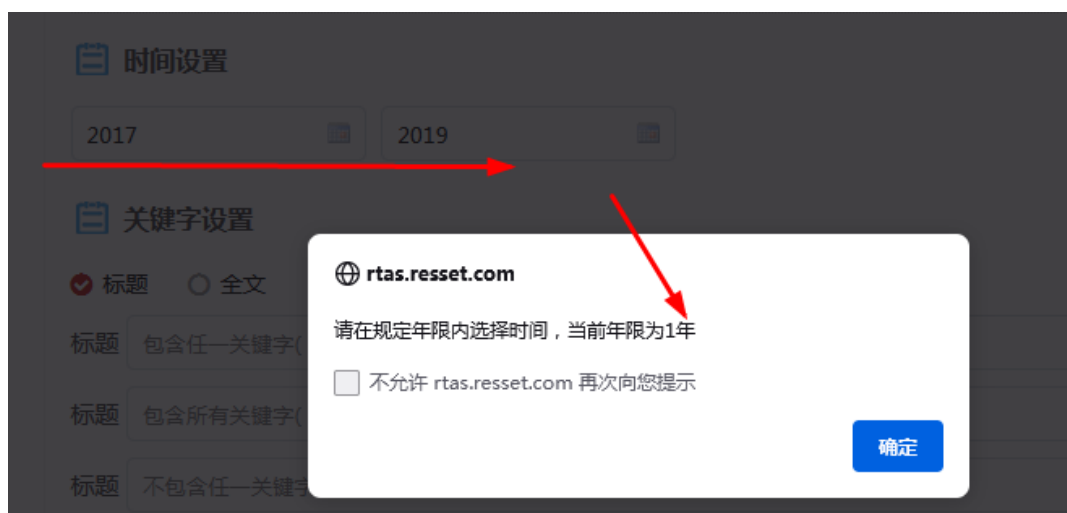 时间设置
2017 2019
关键字设置
标题 全文
rtas.resset.com
请在规定年限内选择时间，当前年限为1年
标题 包含任一关键字(
不允许 rtas.resset.com 再次向您提示
标题 包含所有关键字(
确定
标题 不包含任一关键字